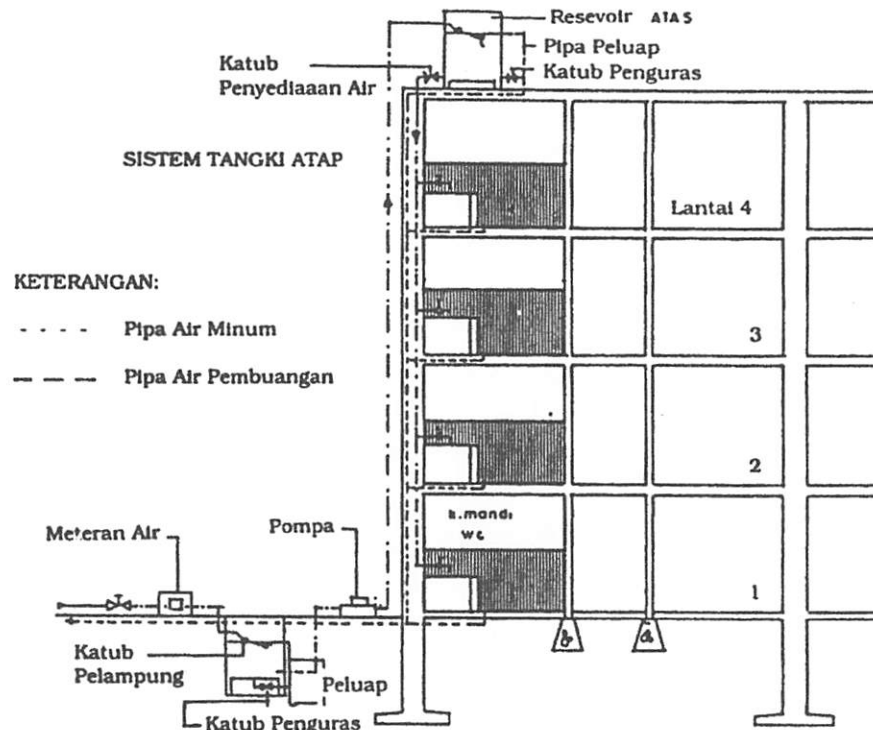 Resevoir ATAS
Pipa Peluap
Katub
Penyediaaan Air
Katub Penguras
SISTEM TANGKI ATAP
Lantai 4
KETERANGAN:
Pipa Air Minum
3
Pipa Air Pembuangan
2
k.mandi
WC
Meteran Air
Pompa
1
Katub
Pelampung
Peluap
Katub Penguras